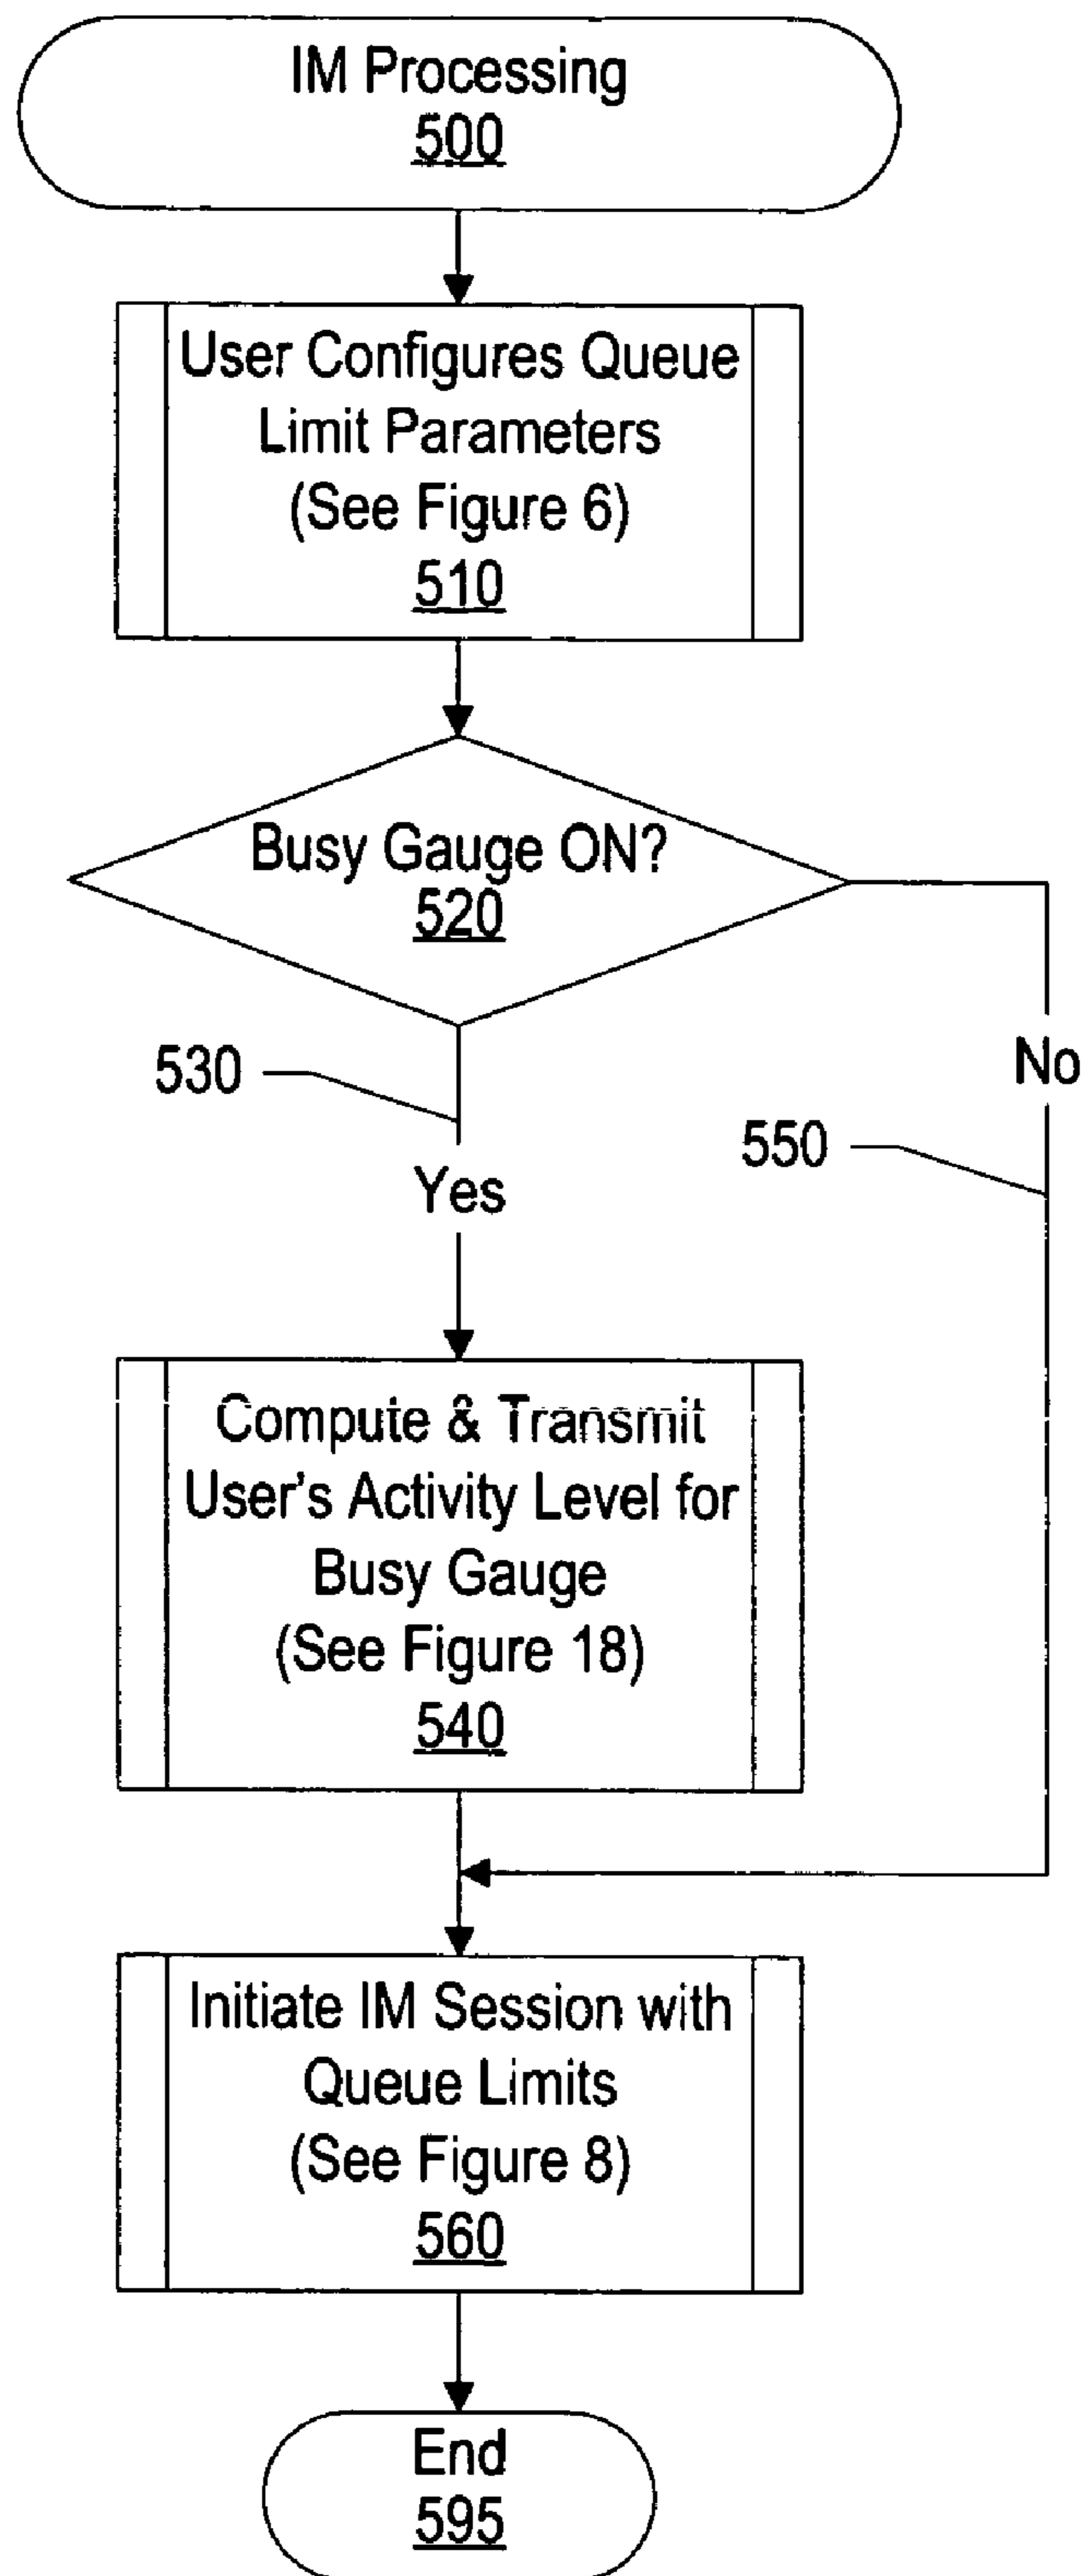 IM Processing
500
User Configures Queue
Limit Parameters
(See Figure 6)
510
Busy Gauge ON?
520
530
No
550
Yes
Compute & Transmit
User's Activity Level for
Busy Gauge
(See Figure 18)
540
Initiate IM Session with
Queue Limits
(See Figure 8)
560
End
595